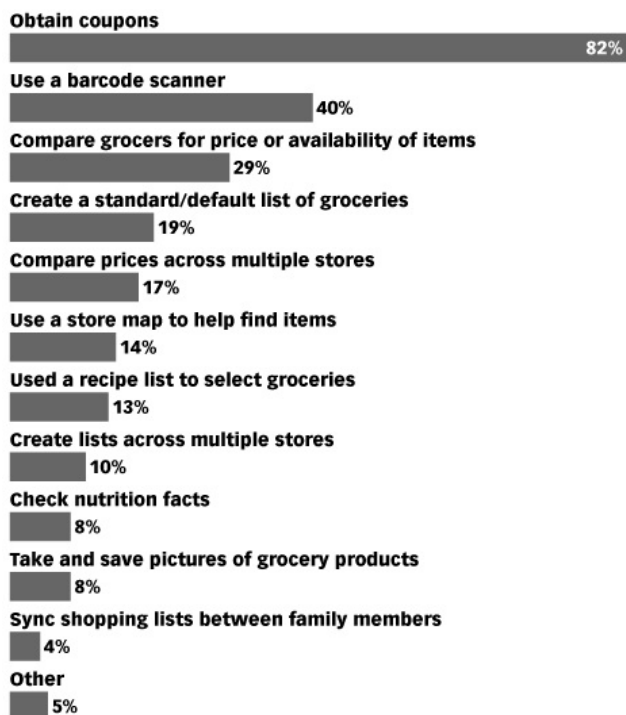 Obtain coupons
82%
Use a barcode scanner
40%
Compare grocers for price or availability of items
29%
Create a standard/default list of groceries
19%
Compare prices across multiple stores
17%
Use a store map to help find items
14%
Used a recipe list to select groceries
13%
Create lists across multiple stores
10%
Check nutrition facts
8%
Take and save pictures of grocery products
8%
Sync shopping lists between family members
4%
Other
5%